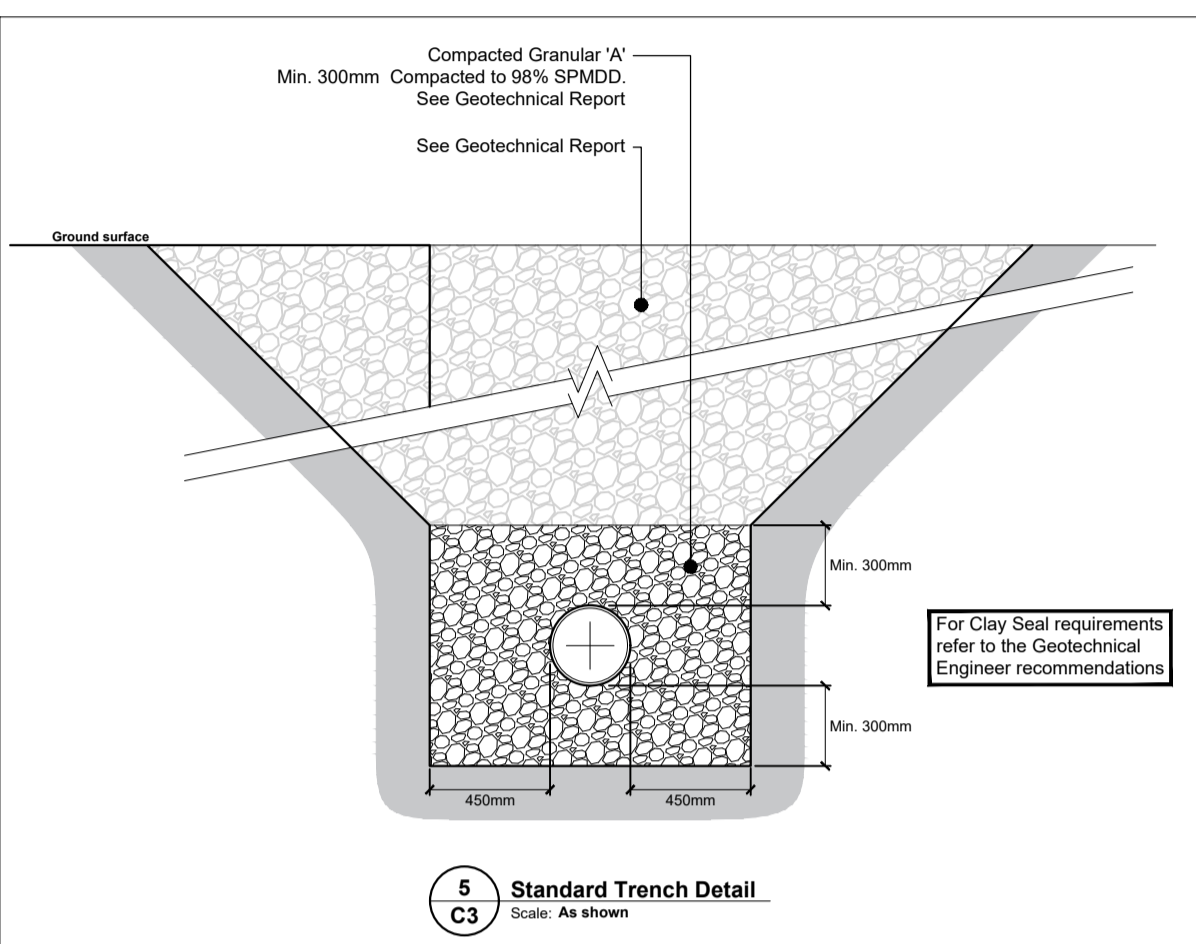 Compacted Granular 'A'
Min. 300mm Compacted to 98% SPMDD.
See Geotechnical Report
See Geotechnical Report
Ground surface
Min. 300mm
For Clay Seal requirements
refer to the Geotechnical
Engineer recommendations
Min. 300mm
450mm
450mm
5
C3
Standard Trench Detail
Scale: As shown